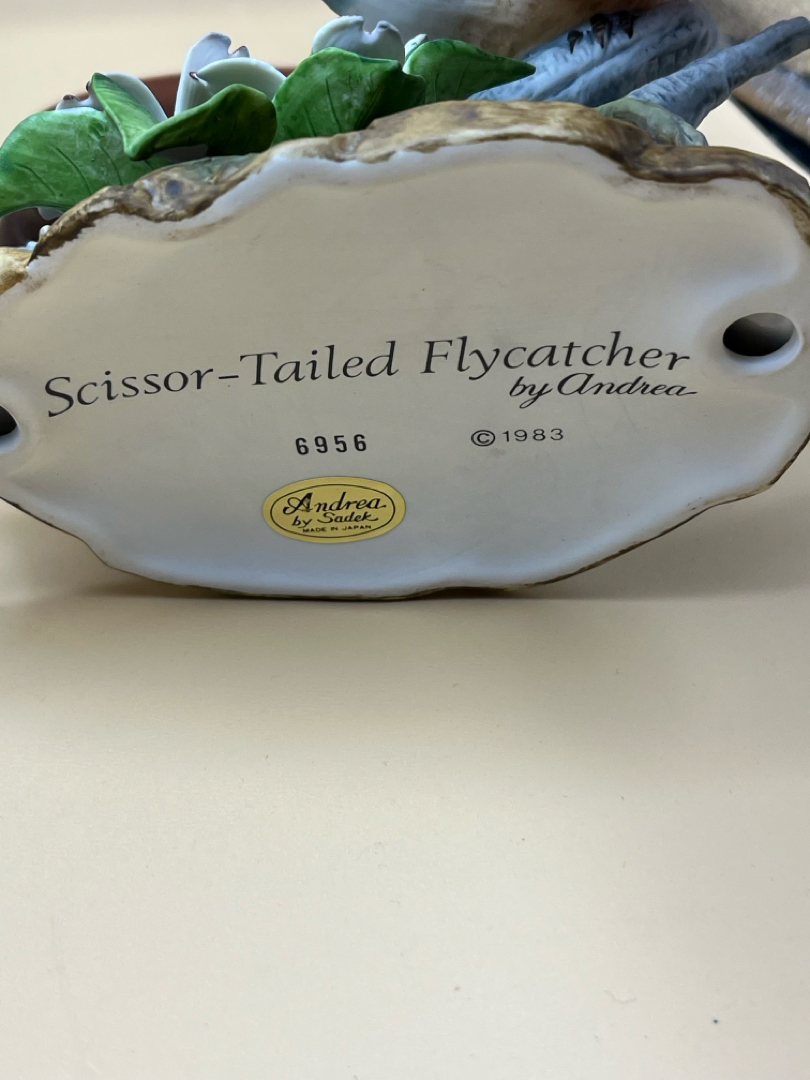 Scissor-Tailed Flycatcher
by Andrea
6956 ©1983
Andrea
by Sadek
MADE IN JAPAN